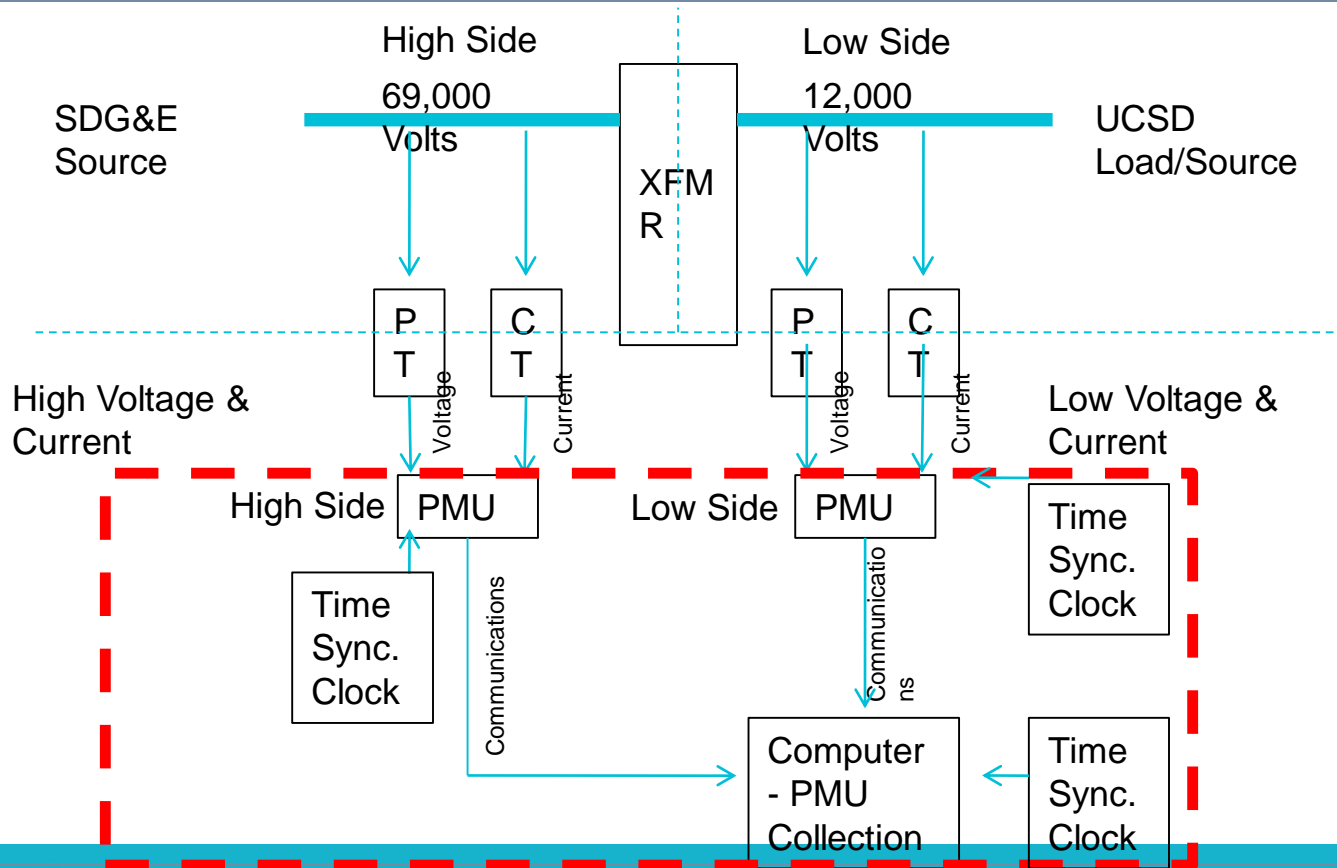 High Side
69,000
Volts
Low Side
12,000
Volts
SDG&E
Source
UCSD
Load/Source
XFM
R
P
T
C
T
P
T
C
T
Voltage
Current
Voltage
Current
High Voltage &
Current
Low Voltage &
Current
High Side
PMU
Low Side
PMU
Time
Sync.
Clock
Time
Sync.
Clock
Communications
Communicatio
ns
Computer
- PMU
Collection
Time
Sync.
Clock